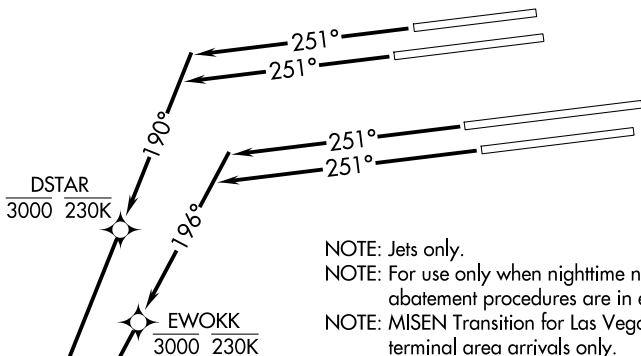 251°
251°
190°
251°
251°
DSTAR
3000 230K
196°
NOTE: Jets only.
NOTE: For use only when nighttime
abatement procedures are in
EWOKK
3000 230K
NOTE: MISEN Transition for Las
terminal area arrivals only.